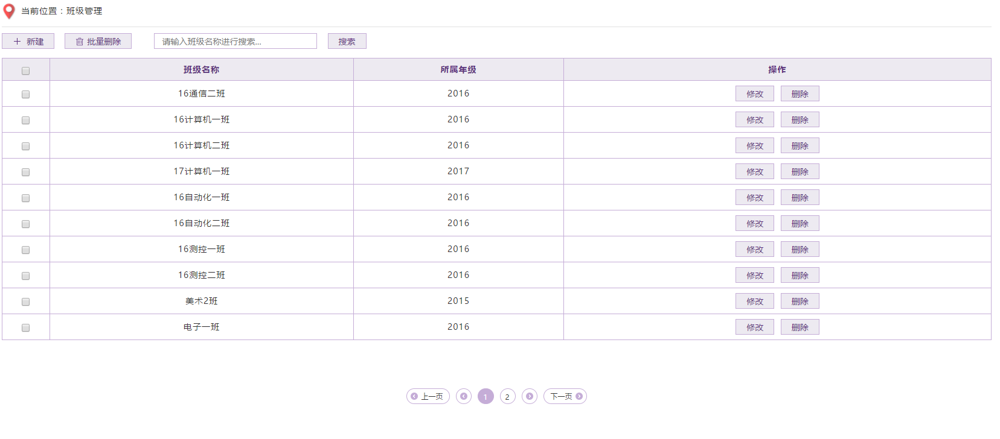 当前位置：班级管理
新建 批量删除 请输入班级名称进行搜索... 搜索
班级名称 所属年级 操作
16通信二班 2016 修改 删除
16计算机一班 2016 修改 删除
16计算机二班 2016 修改 删除
17计算机一班 2017 修改 删除
16自动化一班 2016 修改 删除
16自动化二班 2016 修改 删除
16测控一班 2016 修改 删除
16测控二班 2016 修改 删除
美术2班 2015 修改 删除
电子一班 2016 修改 删除
上一页 1 2 下一页